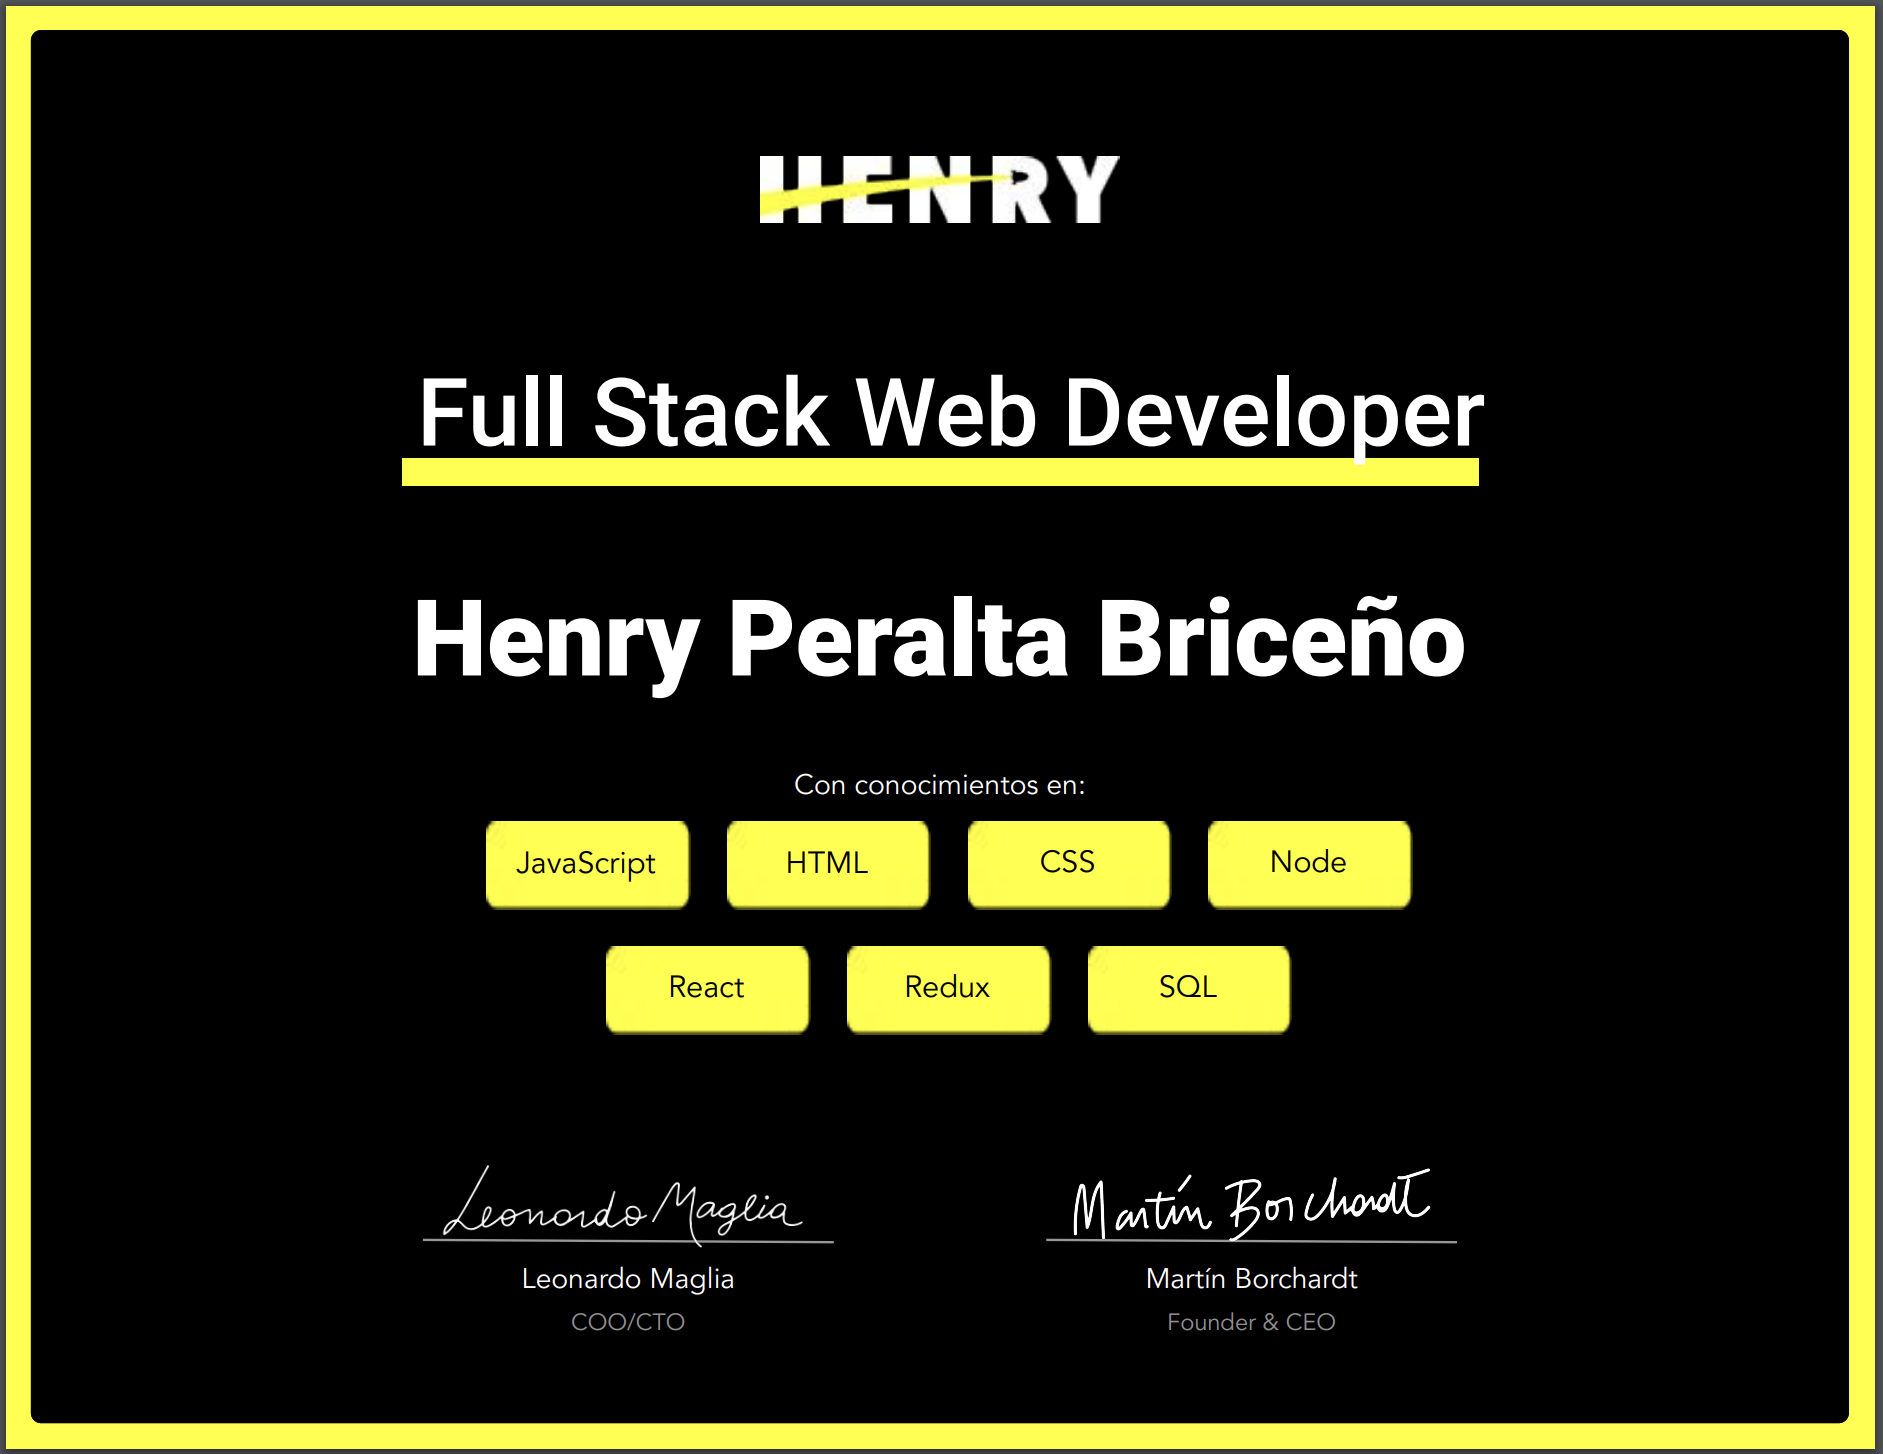 HENRY
Full Stack Web Developer
Henry Peralta Briceño
Con conocimientos en:
JavaScript HTML CSS Node
React Redux SQL
Leonardo Maglia Martín Borchardt
Leonardo Maglia Martín Borchardt
COO/CTO Founder & CEO